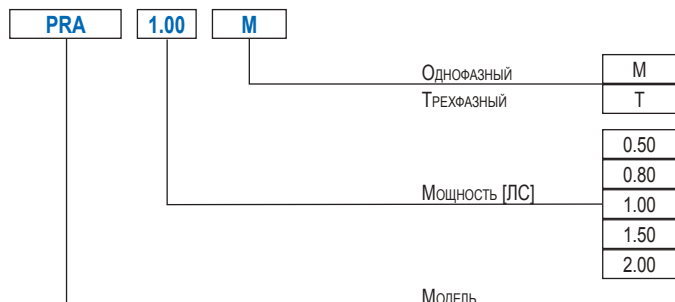 PRA 1.00 M
Однофазный M
Трехфазный T
0.50
0.80
Мощность [ЛС] 1.00
1.50
2.00
Модель